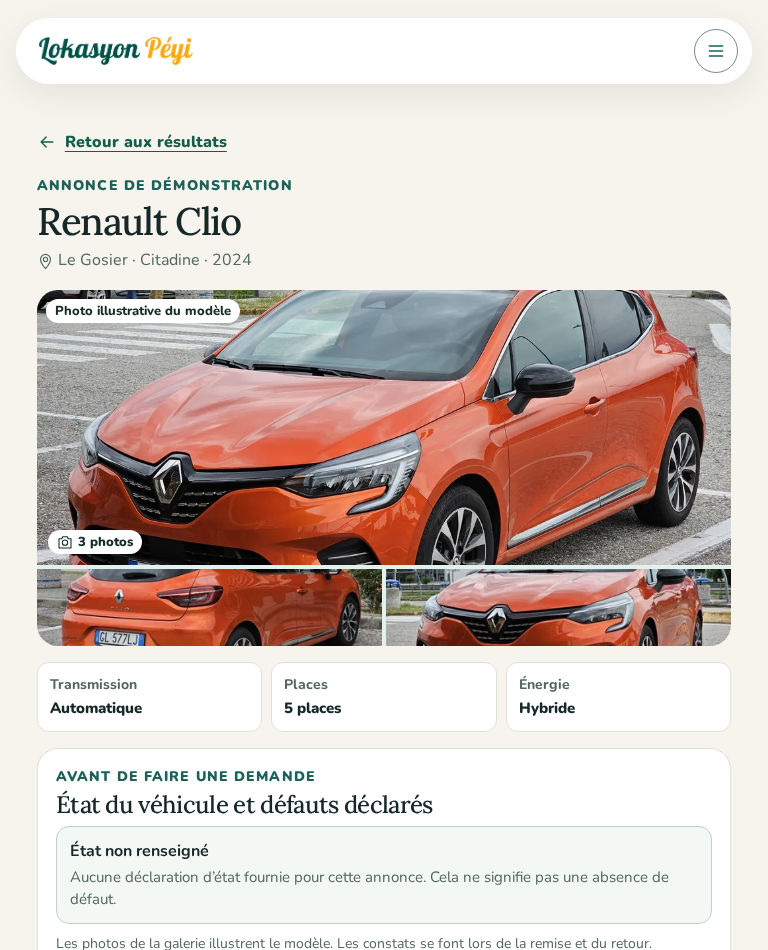 Lokasyon Péyi
Retour aux résultats
ANNONCE DE DÉMONSTRATION
Renault Clio
Le Gosier · Citadine · 2024
Photo illustrative du modèle
3 photos
GL 577LJ
Transmission
Automatique
Places
5 places
Énergie
Hybride
AVANT DE FAIRE UNE DEMANDE
État du véhicule et défauts déclarés
État non renseigné
Aucune déclaration d’état fournie pour cette annonce. Cela ne signifie pas une absence de
défaut.
Les photos de la galerie illustrent le modèle. Les constats se font lors de la remise et du retour.